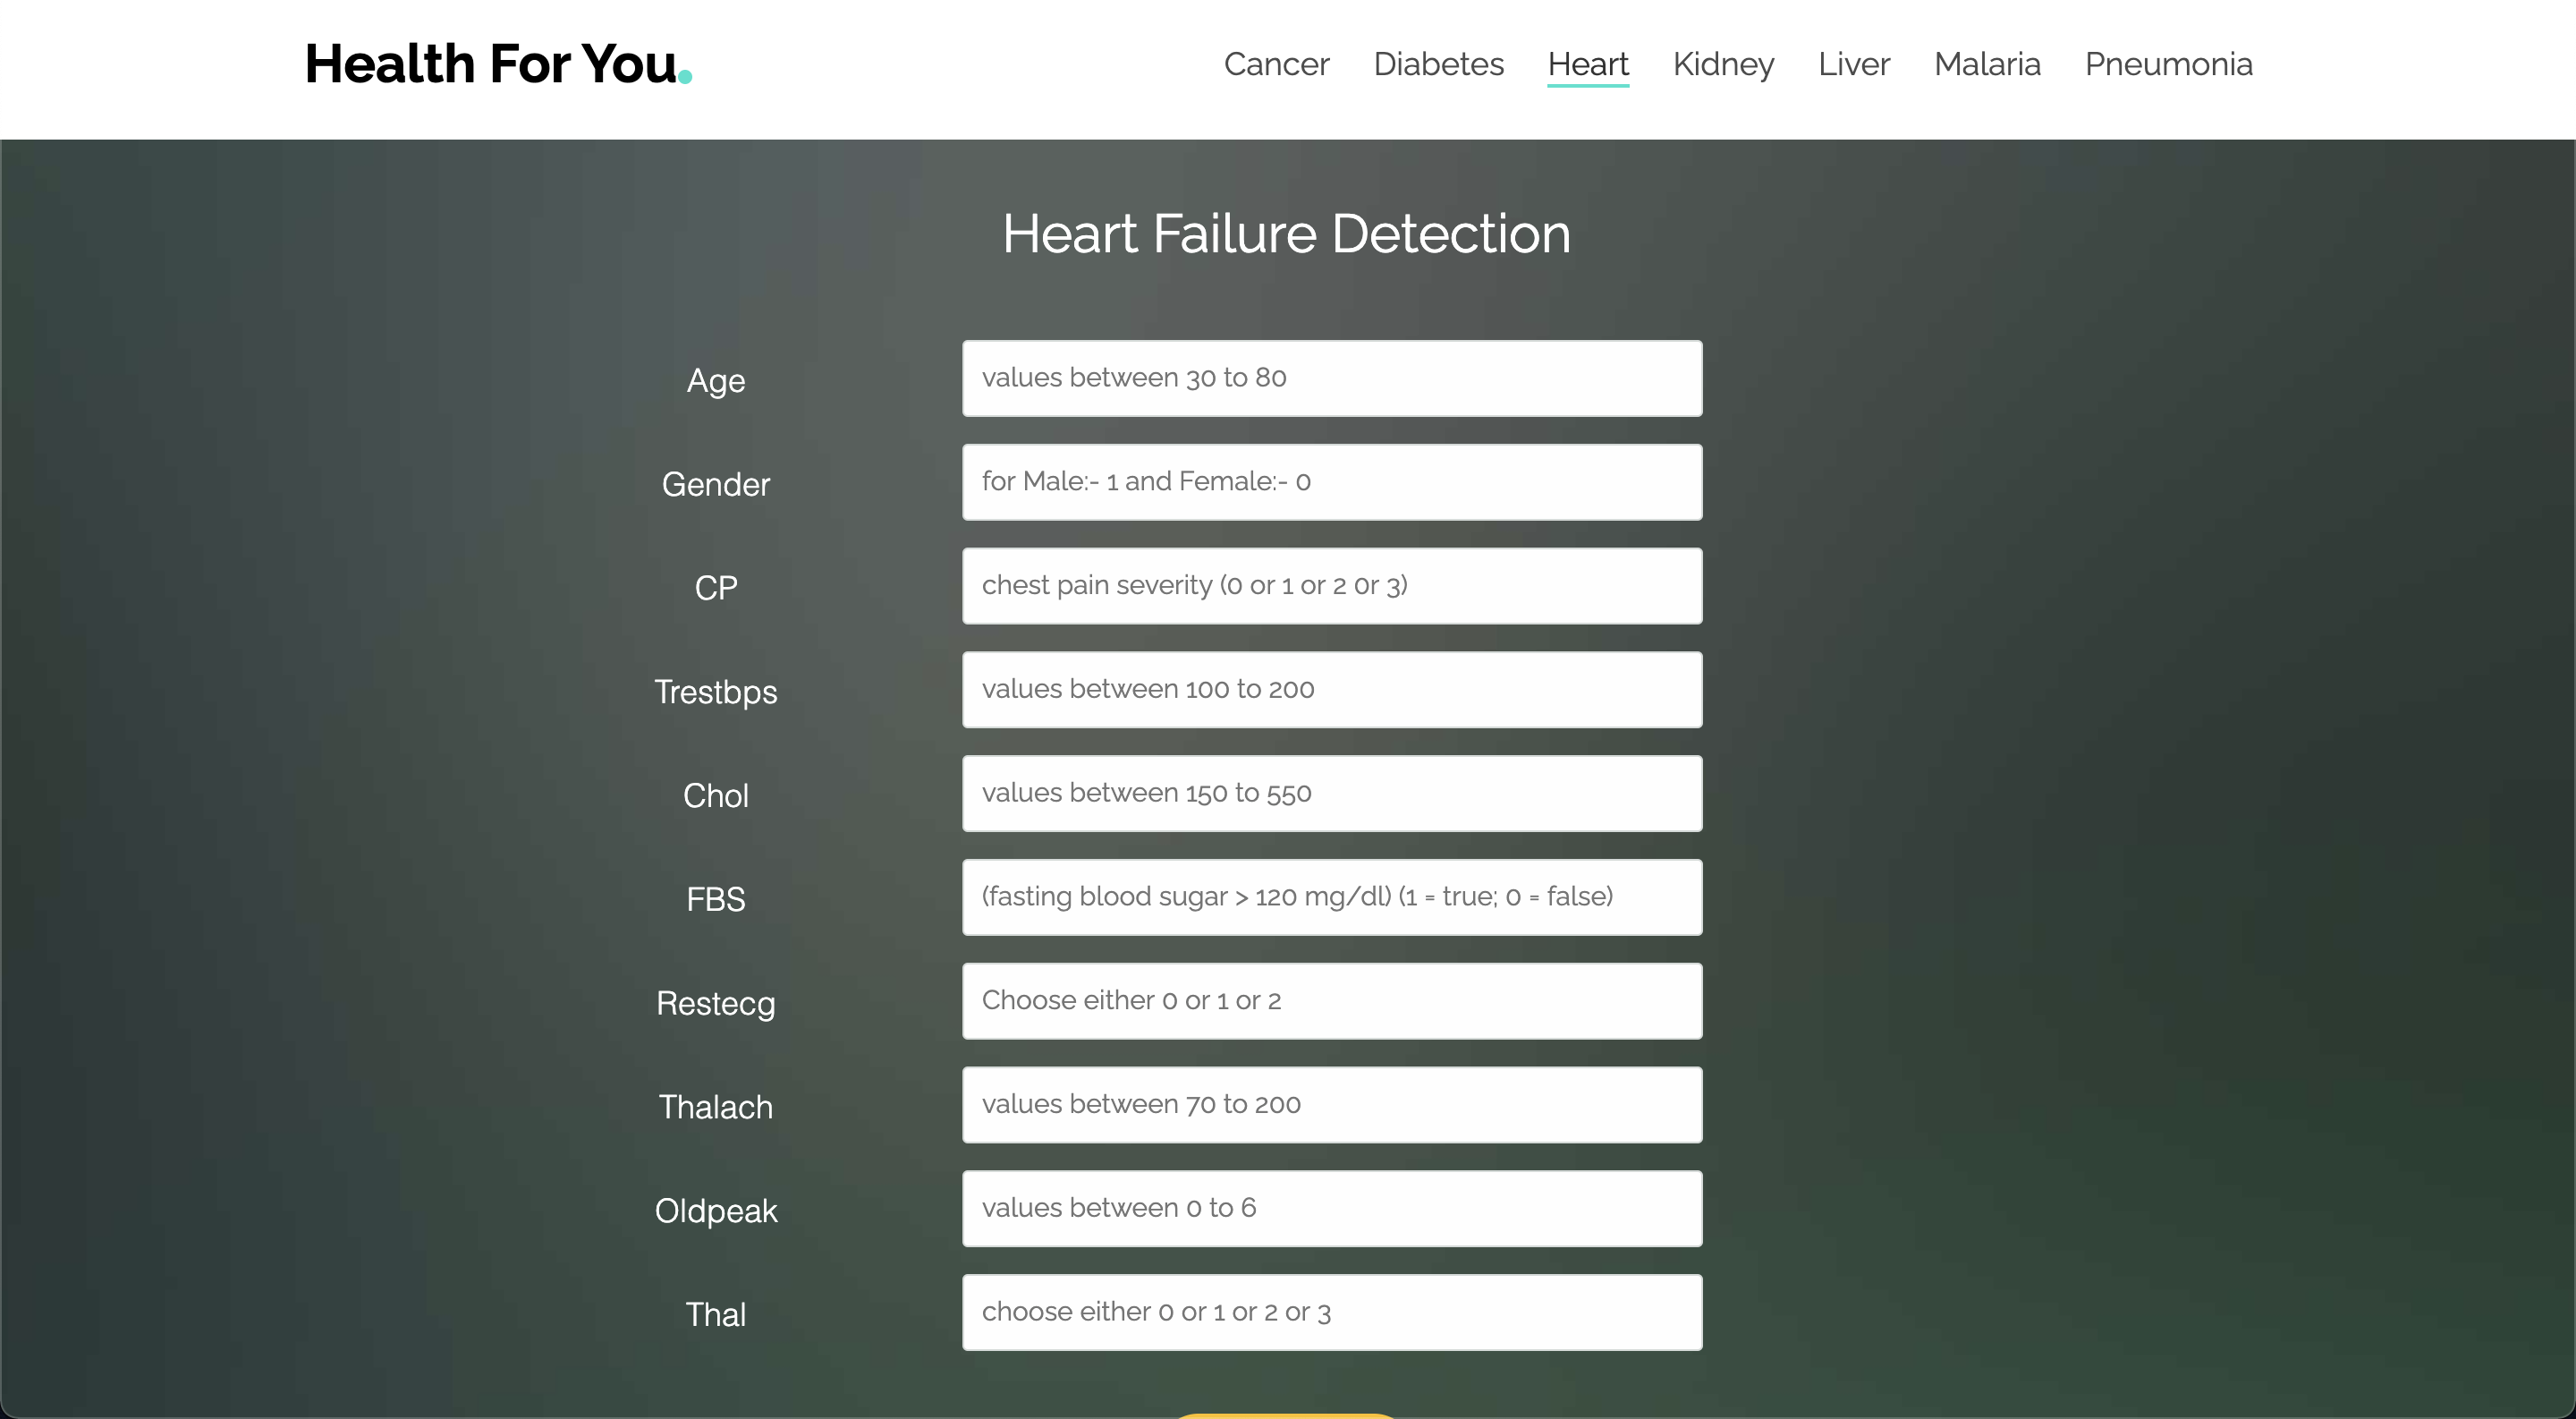 Health For You.
Cancer Diabetes Heart Kidney Liver Malaria Pneumonia
Heart Failure Detection
Age values between 30 to 80
Gender for Male:- 1 and Female:- 0
CP chest pain severity (0 or 1 or 2 0r 3)
Trestbps values between 100 to 200
Chol values between 150 to 550
FBS (fasting blood sugar > 120 mg/dl) (1 = true; 0 = false)
Restecg Choose either 0 or 1 or 2
Thalach values between 70 to 200
Oldpeak values between 0 to 6
Thal choose either 0 or 1 or 2 or 3